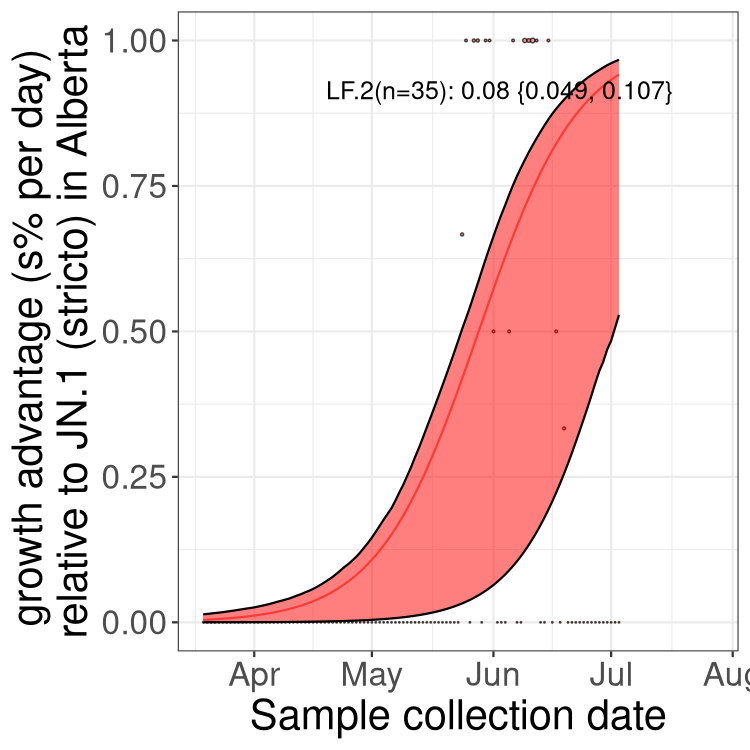 growth advantage (s% per day)
relative to JN.1 (stricto) in Alberta
1.00
0.75
0.50
0.25
0.00
LF.2(n=35): 0.08 {0.049, 0.107}
Apr May Jun Jul Aug
Sample collection date